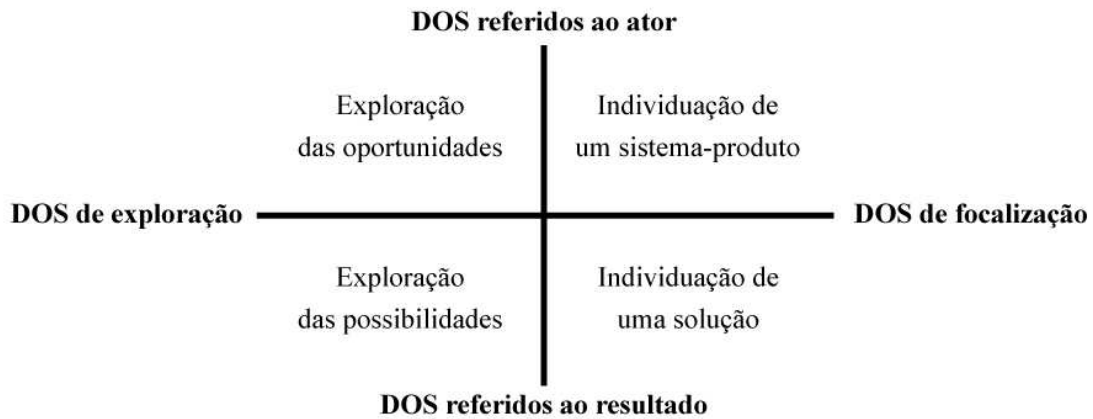 DOS referidos ao ator
Exploração
das oportunidades
Individuação de
um sistema-produto
DOS de exploração
DOS de focalização
Exploração
das possibilidades
Individuação de
uma solução
DOS referidos ao resultado